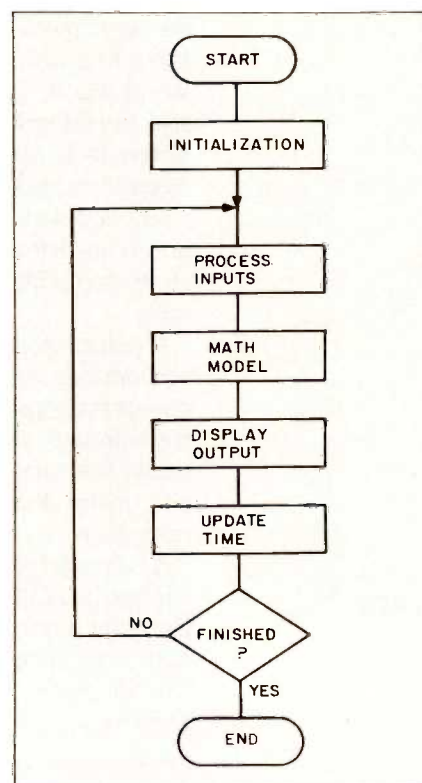 START
INITIALIZATION
PROCESS
INPUTS
MATH
MODEL
DISPLAY
OUTPUT
UPDATE
TIME
FINISHED
?
NO
YES
END